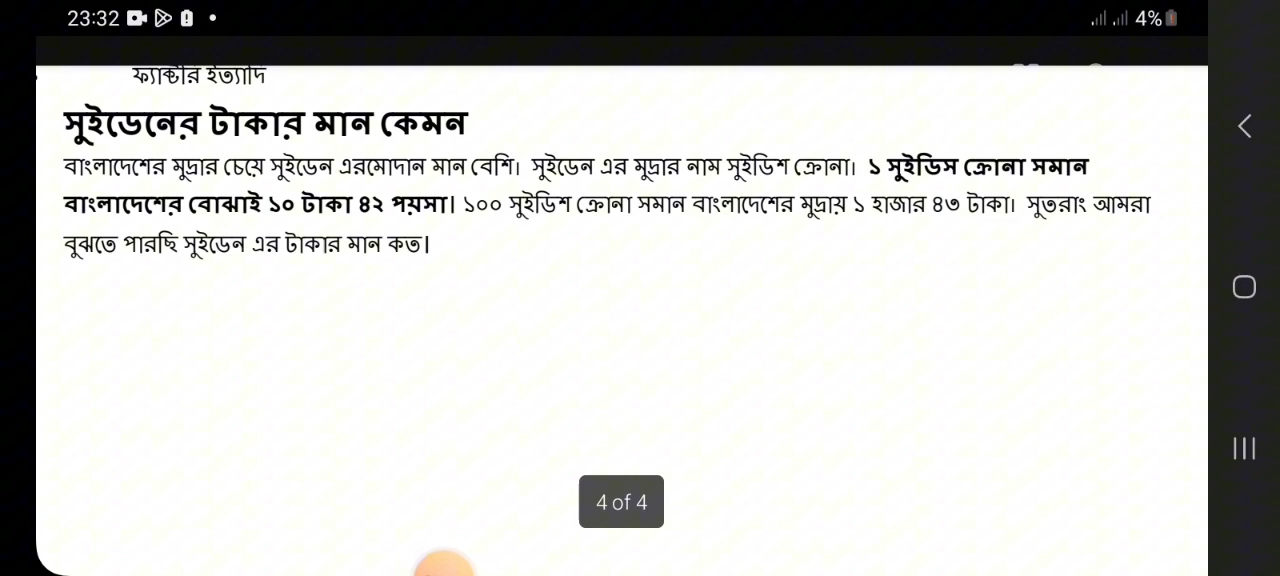 23:32
4%
ফ্যাক্টরি ইত্যাদি
সুইডেনের টাকার মান কেমন
বাংলাদেশের মুদ্রার চেয়ে সুইডেন এরমোদান মান বেশি। সুইডেন এর মুদ্রার নাম সুইডিশ ক্রোনা। ১ সুইডিস ক্রোনা সমান
বাংলাদেশের বোঝাই ১০ টাকা ৪২ পয়সা। ১০০ সুইডিশ ক্রোনা সমান বাংলাদেশের মুদ্রায় ১ হাজার ৪৩ টাকা। সুতরাং আমরা
বুঝতে পারছি সুইডেন এর টাকার মান কত।
4 of 4